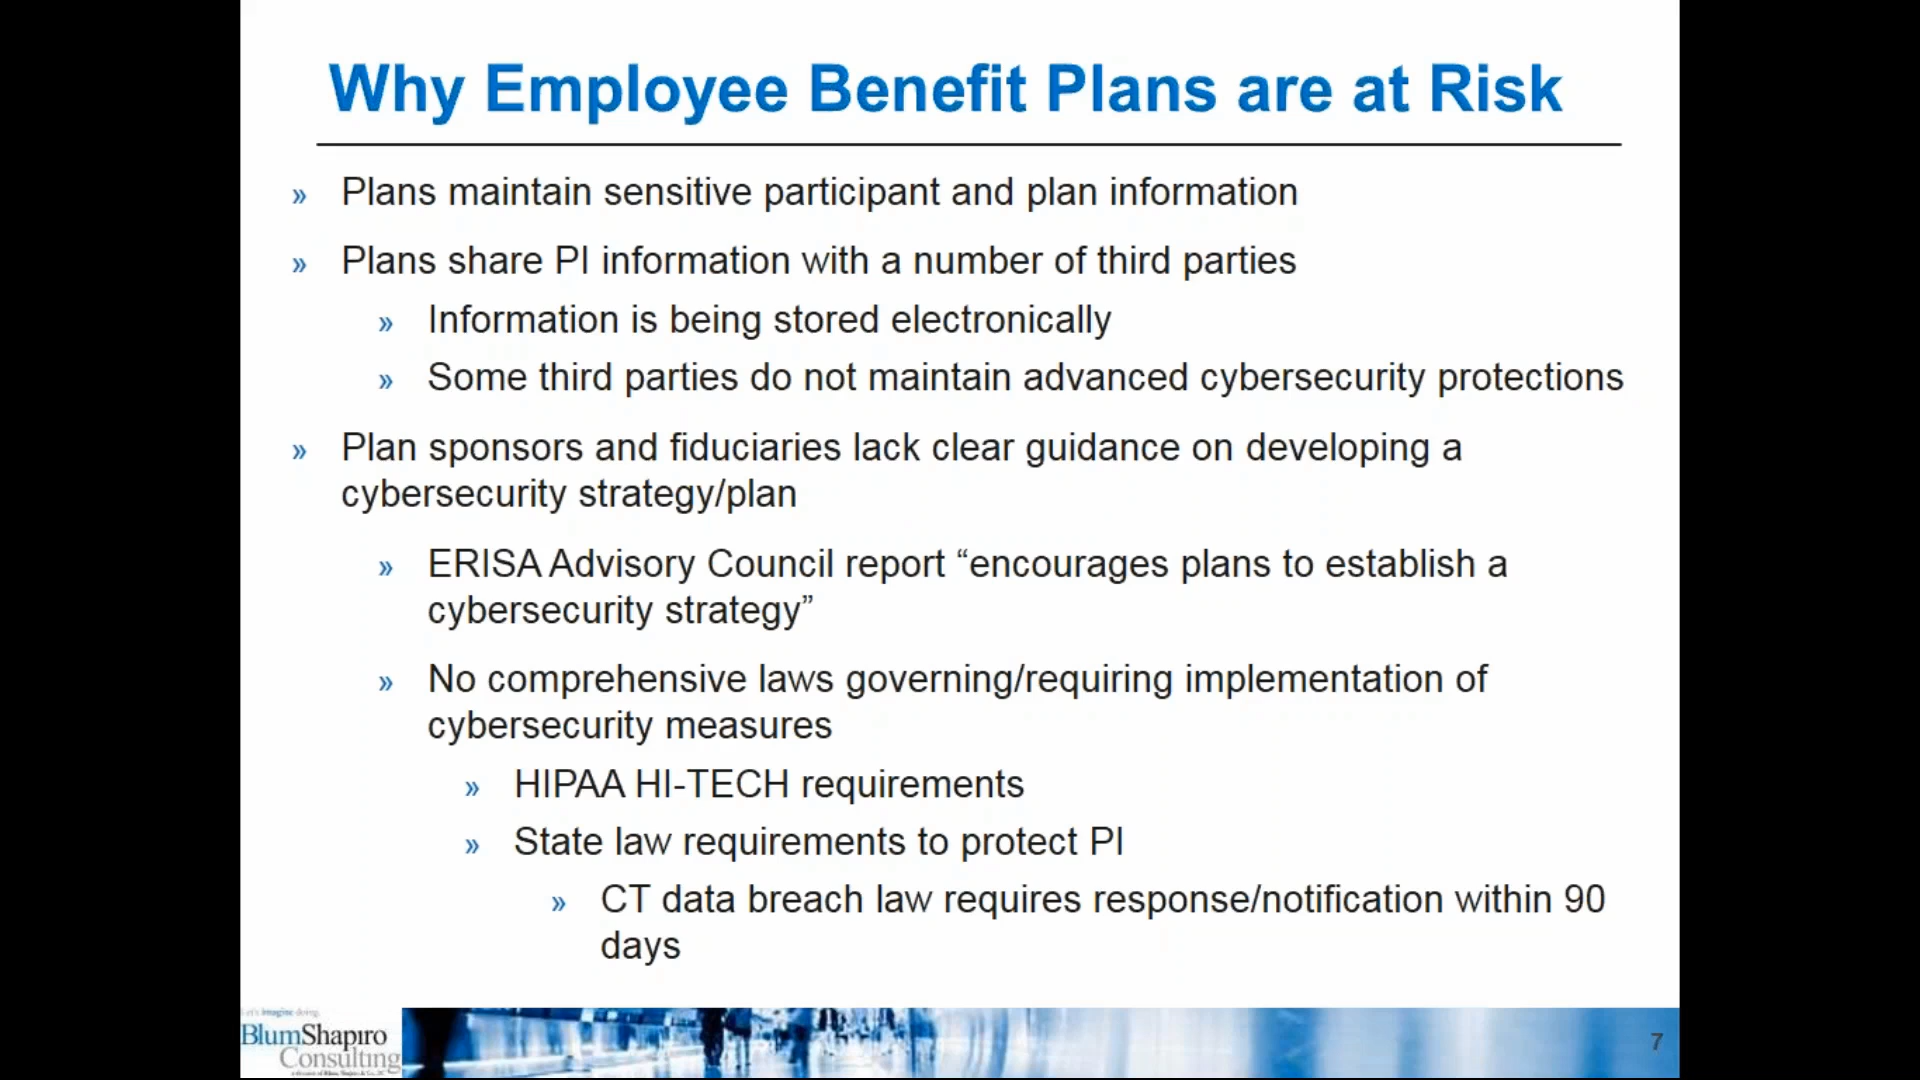 Why Employee Benefit Plans are at Risk
» Plans maintain sensitive participant and plan information
» Plans share PI information with a number of third parties
» Information is being stored electronically
» Some third parties do not maintain advanced cybersecurity protections
» Plan sponsors and fiduciaries lack clear guidance on developing a
cybersecurity strategy/plan
» ERISA Advisory Council report “encourages plans to establish a
cybersecurity strategy”
» No comprehensive laws governing/requiring implementation of
cybersecurity measures
» HIPAA HI-TECH requirements
» State law requirements to protect PI
» CT data breach law requires response/notification within 90
days
Let's imagine doing.
BlumShapiro
Consulting
7